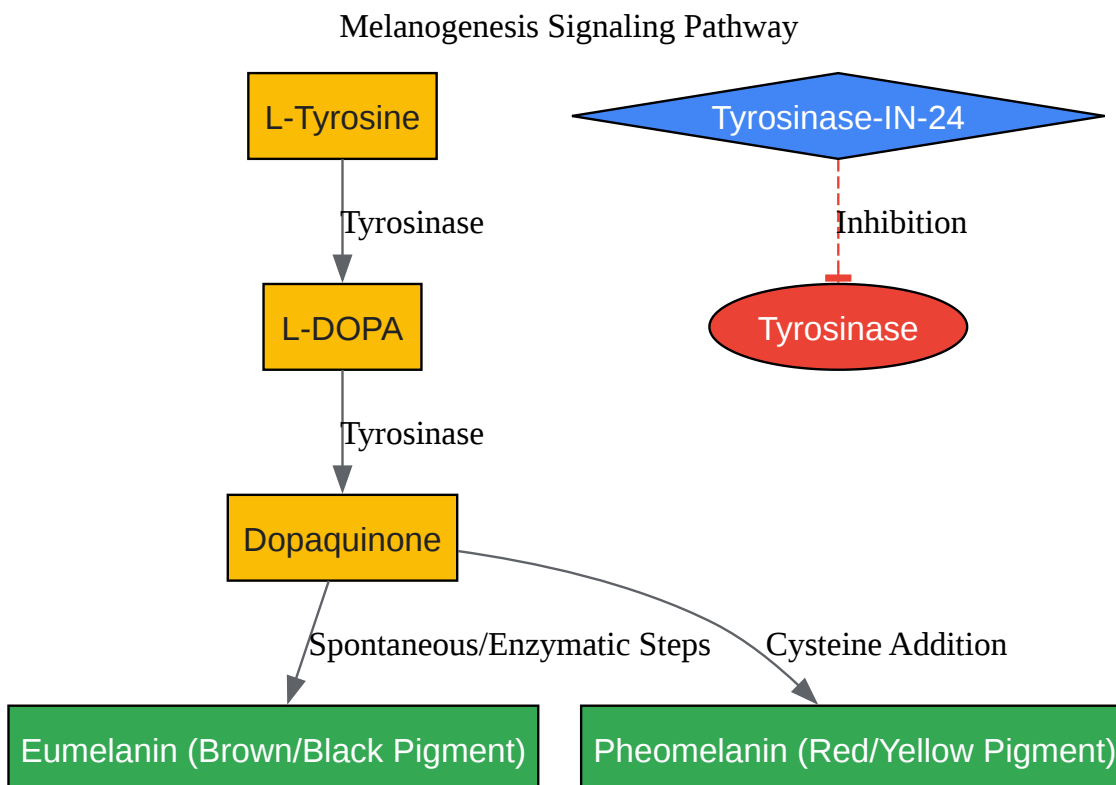 Melanogenesis Signaling Pathway
L-Tyrosine
Tyrosinase-IN-24
Tyrosinase
Inhibition
L-DOPA
Tyrosinase
Tyrosinase
Dopaquinone
Spontaneous/Enzymatic Steps
Cysteine Addition
Eumelanin (Brown/Black Pigment)
Pheomelanin (Red/Yellow Pigment)